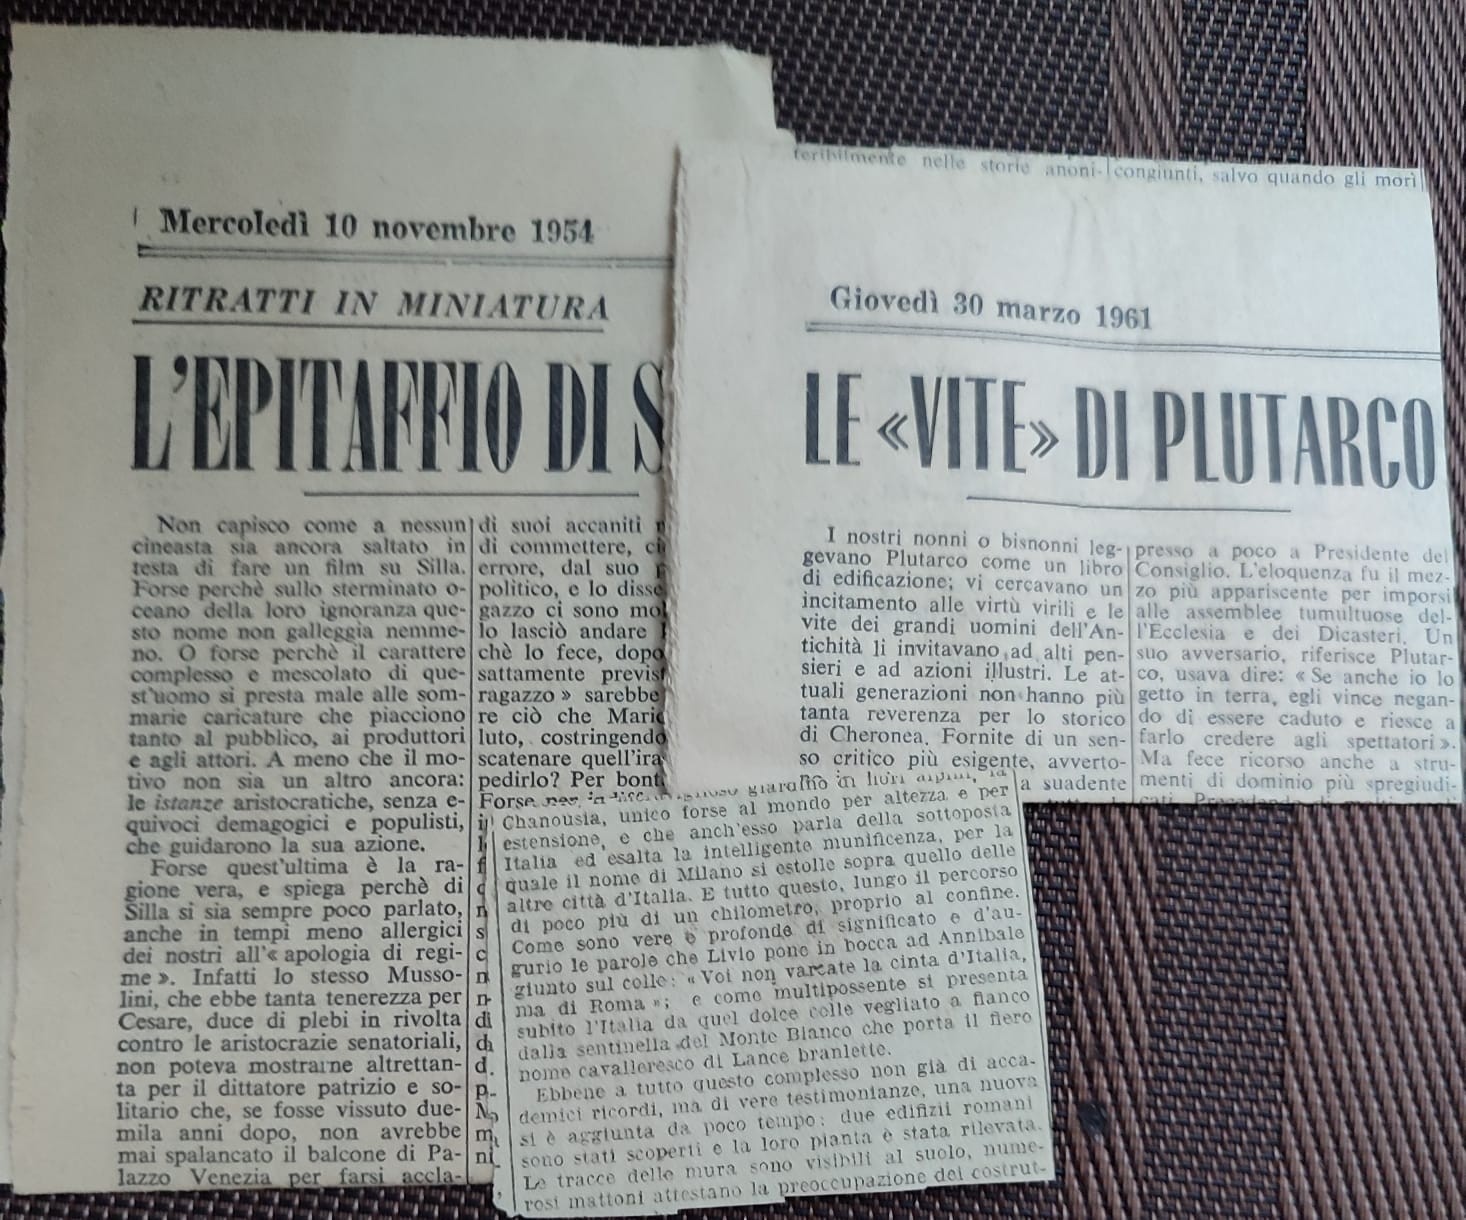 Mercoledì 10 novembre 1954
RITRATTI IN MINIATURA
L'EPITAFFIO DI S
Non capisco come a nessun
cineasta sia ancora saltato in
testa di fare un film su Silla.
Forse perchè sullo sterminato o-
ceano della loro ignoranza que-
sto nome non galleggia nemme-
no. O forse perchè il carattere
complesso e mescolato di que-
st'uomo si presta male alle som-
marie caricature che piacciono
tanto al pubblico, ai produttori
e agli attori. A meno che il mo-
tivo non sia un altro ancora:
le istanze aristocratiche, senza e-
quivoci demagogici e populisti,
che guidarono la sua azione.
Forse quest'ultima è la ra-
gione vera, e spiega perchè di
Silla si sia sempre poco parlato,
anche in tempi meno allergici
dei nostri all'« apologia di regi-
me ». Infatti lo stesso Musso-
lini, che ebbe tanta tenerezza per
Cesare, duce di plebi in rivolta
contro le aristocrazie senatoriali,
non poteva mostrarne altrettan-
ta per il dittatore patrizio e so-
litario che, se fosse vissuto due-
mila anni dopo, non avrebbe
mai spalancato il balcone di Pa-
lazzo Venezia per farsi accla-
di suoi accaniti
di commettere,
errore, dal suo
politico, e lo disse
gazzo ci sono mol
lo lasciò andare
chè lo fece, dopo
sattamente previst
ragazzo » sarebbe
re ciò che Mario
luto, costringendo
scatenare quell'ira
pedirlo? Per bont
Forse
teribilmente nelle storie anoni-
congiunti, salvo quando gli morì
Giovedì 30 marzo 1961
LE «VITE» DI PLUTARCO
I nostri nonni o bisnonni leg-
gevano Plutarco come un libro
di edificazione; vi cercavano un
incitamento alle virtù virili e le
vite dei grandi uomini dell'An-
tichità li invitavano ad alti pen-
sieri e ad azioni illustri. Le at-
tuali generazioni non hanno più
tanta reverenza per lo storico
di Cheronea. Fornite di un sen-
so critico più esigente, avverto-
a suadente
presso a poco a Presidente del
Consiglio. L'eloquenza fu il mez-
zo più appariscente per imporsi
alle assemblee tumultuose del-
l'Ecclesia e dei Dicasteri. Un
suo avversario, riferisce Plutar-
co, usava dire: « Se anche io lo
getto in terra, egli vince negan-
do di essere caduto e riesce a
farlo credere agli spettatori ».
Ma fece ricorso anche a stru-
menti di dominio più spregiudi-
giardino
Chanousia, unico forse al mondo per altezza e per
estensione, e che anch'esso parla della sottoposta
Italia ed esalta la intelligente munificenza, per la
quale il nome di Milano si estolle sopra quello delle
altre città d'Italia. E tutto questo, lungo il percorso
di poco più di un chilometro, proprio al confine.
Come sono vere e profonde di significato e d'au-
gurio le parole che Livio pone in bocca ad Annibale
giunto sul colle: « Voi non varcate la cinta d'Italia,
ma di Roma »; e come multipossente si presenta
subito l'Italia da quel dolce colle vegliato a fianco
dalla sentinella del Monte Bianco che porta il fiero
nome cavalleresco di Lance branlette.
Ebbene a tutto questo complesso non già di acca-
demici ricordi, ma di vere testimonianze, una nuova
si è aggiunta da poco tempo: due edifizii romani
sono stati scoperti e la loro pianta è stata rilevata.
Le tracce delle mura sono visibili al suolo, nume-
rosi mattoni attestano la preoccupazione dei costrut-